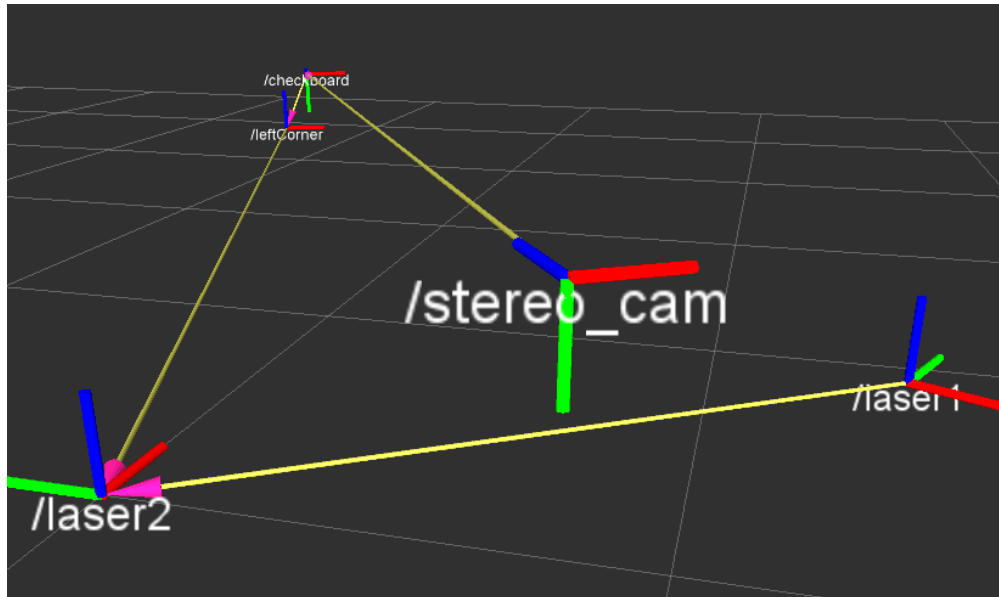 /checkboard
/leftCorner
/stereo_cam
/laser1
/laser2